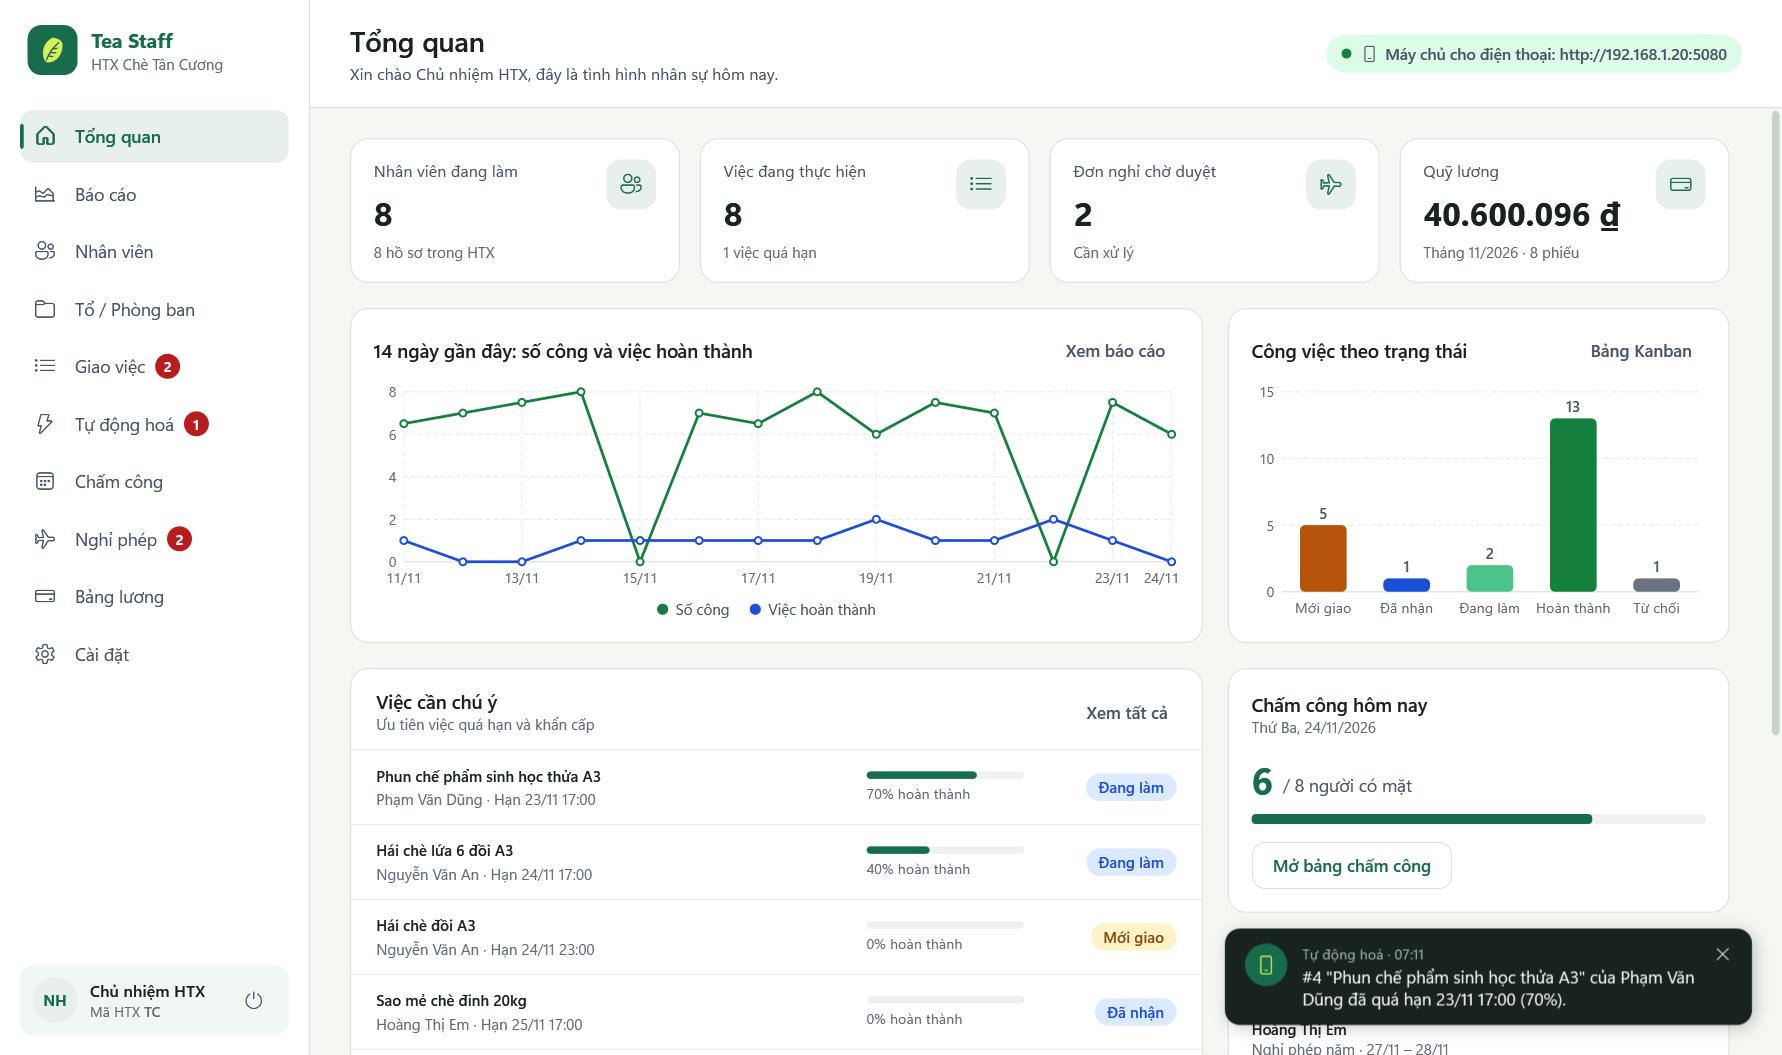 Tea Staff
HTX Chè Tân Cương
Tổng quan
Báo cáo
Nhân viên
Tổ / Phòng ban
Giao việc 2
Tự động hoá 1
Chấm công
Nghỉ phép 2
Bảng lương
Cài đặt
NH
Chủ nhiệm HTX
Mã HTX TC
Tổng quan
Xin chào Chủ nhiệm HTX, đây là tình hình nhân sự hôm nay.
Máy chủ cho điện thoại: http://192.168.1.20:5080
Nhân viên đang làm
8
8 hồ sơ trong HTX
Việc đang thực hiện
8
1 việc quá hạn
Đơn nghỉ chờ duyệt
2
Cần xử lý
Quỹ lương
40.600.096 ₫
Tháng 11/2026 · 8 phiếu
14 ngày gần đây: số công và việc hoàn thành
Xem báo cáo
8
6
4
2
0
11/11 13/11 15/11 17/11 19/11 21/11 23/11 24/11
Số công Việc hoàn thành
Công việc theo trạng thái
Bảng Kanban
15
10
5
0
5
1
2
13
1
Mới giao Đã nhận Đang làm Hoàn thành Từ chối
Việc cần chú ý
Ưu tiên việc quá hạn và khẩn cấp
Xem tất cả
Phun chế phẩm sinh học thửa A3
Phạm Văn Dũng · Hạn 23/11 17:00
70% hoàn thành
Đang làm
Hái chè lứa 6 đồi A3
Nguyễn Văn An · Hạn 24/11 17:00
40% hoàn thành
Đang làm
Hái chè đồi A3
Nguyễn Văn An · Hạn 24/11 23:00
0% hoàn thành
Mới giao
Sao mẻ chè đinh 20kg
Hoàng Thị Em · Hạn 25/11 17:00
0% hoàn thành
Đã nhận
Chấm công hôm nay
Thứ Ba, 24/11/2026
6 / 8 người có mặt
Mở bảng chấm công
Tự động hoá · 07:11
#4 "Phun chế phẩm sinh học thửa A3" của Phạm Văn
Dũng đã quá hạn 23/11 17:00 (70%).
Hoàng Thị Em
Nghỉ phép năm · 27/11 – 28/11